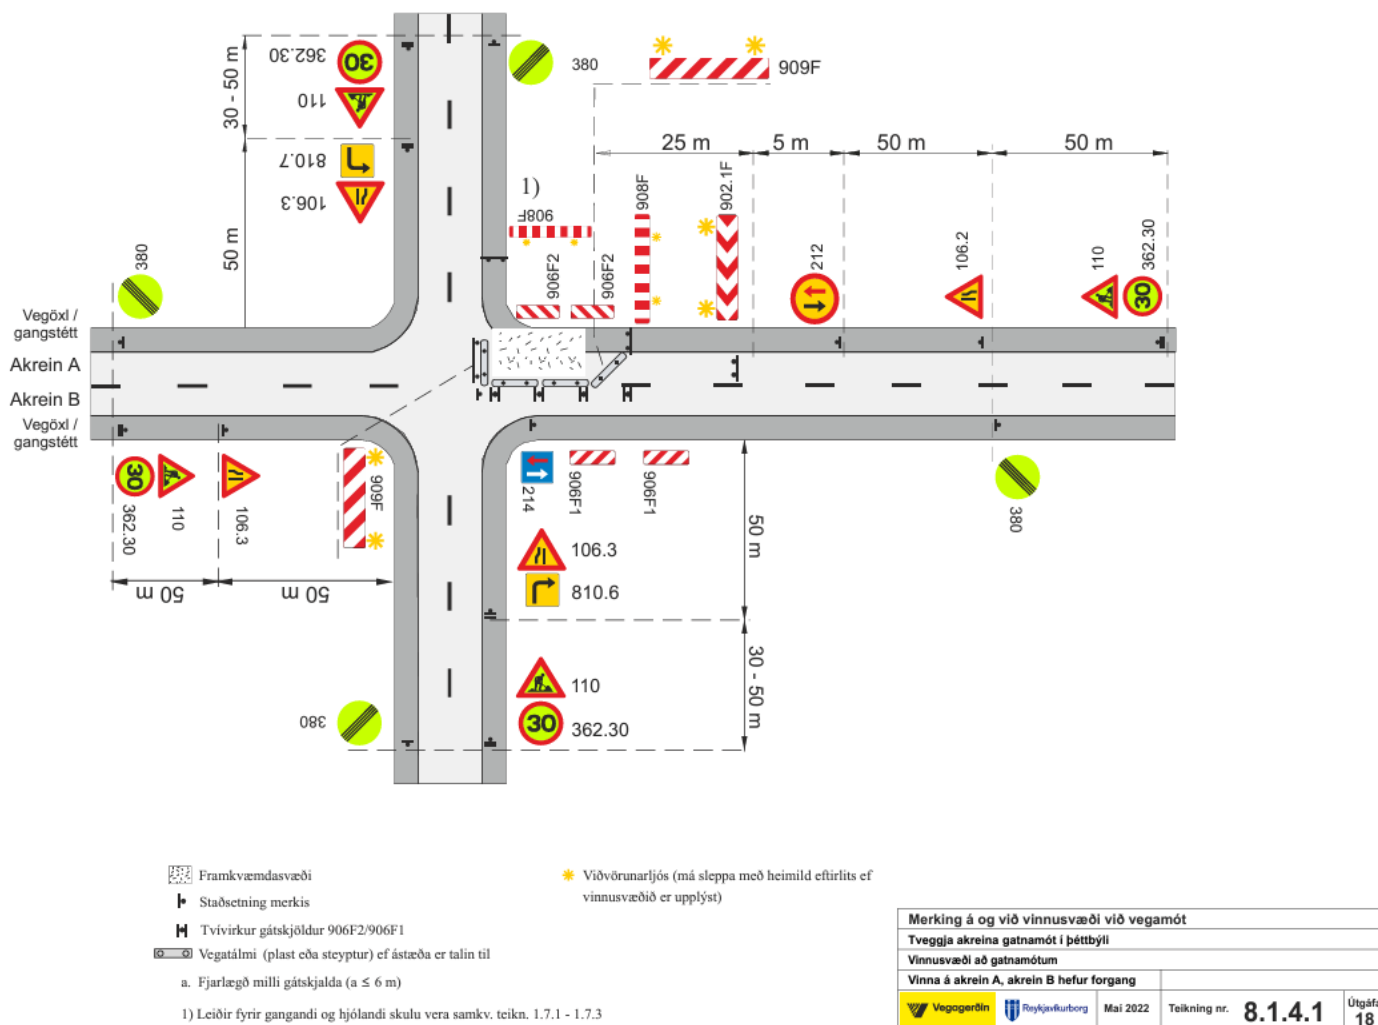 362.30
30
110
810.7
106.3
30 - 50 m
50 m
380
909F
25 m
5 m
50 m
50 m
1)
908F
906F2
906F2
908F
902.1F
212
106.2
110
362.30
30
380
Vegöxl /
gangstétt
Akrein A
Akrein B
Vegöxl /
gangstétt
30
362.30
110
106.3
909F
50 m
50 m
214
906F1
906F1
380
106.3
810.6
50 m
30 - 50 m
110
30
362.30
380
Framkvæmdasvæði
Staðsetning merkis
Tvívirkur gátskjöldur 906F2/906F1
Vegatálmi (plast eða steyptur) ef ástæða er talin til
a. Fjarlægð milli gátskjalda (a ≤ 6 m)
1) Leiðir fyrir gangandi og hjólandi skulu vera samkv. teikn. 1.7.1 - 1.7.3
Viðvörunarljós (má sleppa með heimild eftirlits ef
vinnusvæðið er upplýst)
Merking á og við vinnusvæði við vegamót
Tveggja akreina gatnamót í þéttbýli
Vinnusvæði að gatnamótum
Vinna á akrein A, akrein B hefur forgang
Vegagerðin
Reykjavíkurborg
Mai 2022
Teikning nr. 8.1.4.1
Útgáfa
18